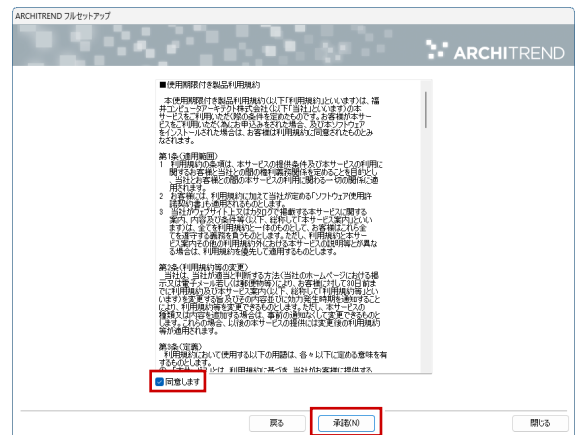 ARCHITREND フルセットアップ
ARCHITREND
■使用期限付き製品利用規約
本使用期限付き製品利用規約(以下「利用規約」といいます)は、福
井コンピュータアーキテクト株式会社(以下「当社」といいます)の本
サービスをご利用いただく際の条件を定めたものです。お客様が本サー
ビスをご利用いただく為にお申込みをされた場合、及び本ソフトウェア
をインストールされた場合は、お客様は利用規約に同意されたものとみ
なされます。
第1条(適用範囲)
1 利用規約の条項は、本サービスの提供条件及び本サービスの利用に
関するお客様と当社との間の権利義務関係を定めることを目的とし
、当社とお客様との間の本サービスの利用に関わる一切の関係に適
用されます。
2 お客様には、利用規約に加えて当社が定める「ソフトウェア使用許
諾契約書」も適用されるものとします。
3 当社がウェブサイト上又はカタログで掲載する本サービスに関する
案内、内容及び条件等(以下、総称して「本サービス案内」といい
ます)は、全てを利用規約と一体のものとして、お客様はこれら全
てを遵守する義務を負うものとします。ただし、利用規約と本サー
ビス案内その他の利用規約外における本サービスの説明等とが異な
る場合は、利用規約を優先して適用するものとします。
第2条(利用規約等の変更)
当社は、当社が適当と判断する方法(当社のホームページにおける掲
示又は電子メール若しくは郵便物等)により、お客様に対して30日前ま
でに利用規約及び本サービス案内(以下、総称して「利用規約等」とい
います)を変更する旨及びその内容並びに効力発生時期を通知すること
により、利用規約等を変更できるものとします。ただし、本サービスの
種類又は内容を追加する場合は、事前の通知なくして変更できるものと
します。これらの場合、以後の本サービスの提供には変更後の利用規約
等が適用されます。
第3条(定義)
利用規約において使用する以下の用語は、各々以下に定める意味を有
するものとします。
とは、利用規約に基づき、当社がお客様に提供する
同意します
戻る
承諾(N)
閉じる